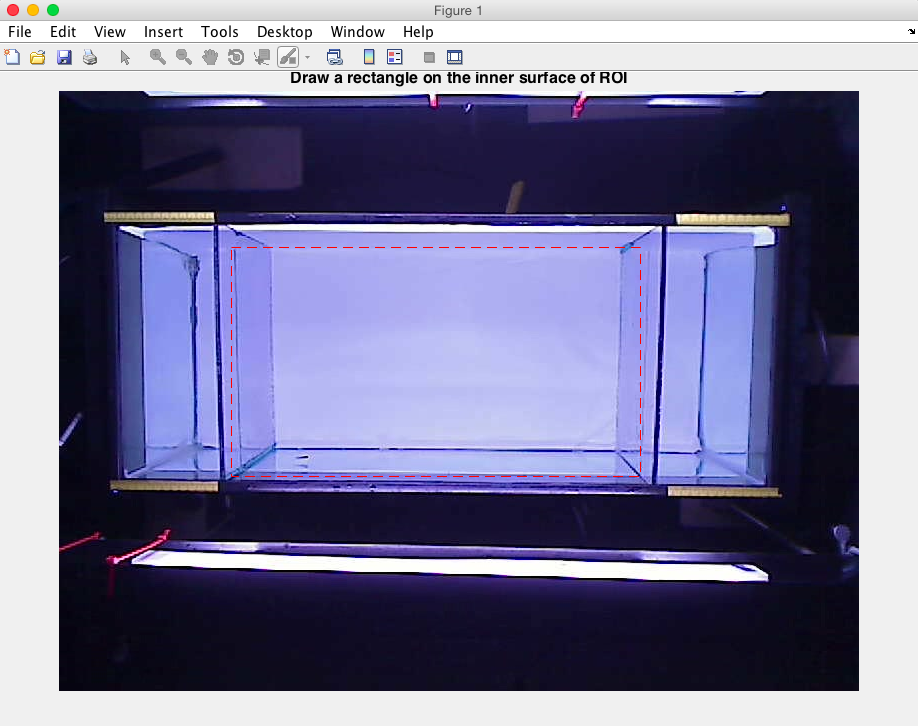 Figure 1
File Edit View Insert Tools Desktop Window Help
Draw a rectangle on the inner surface of ROI